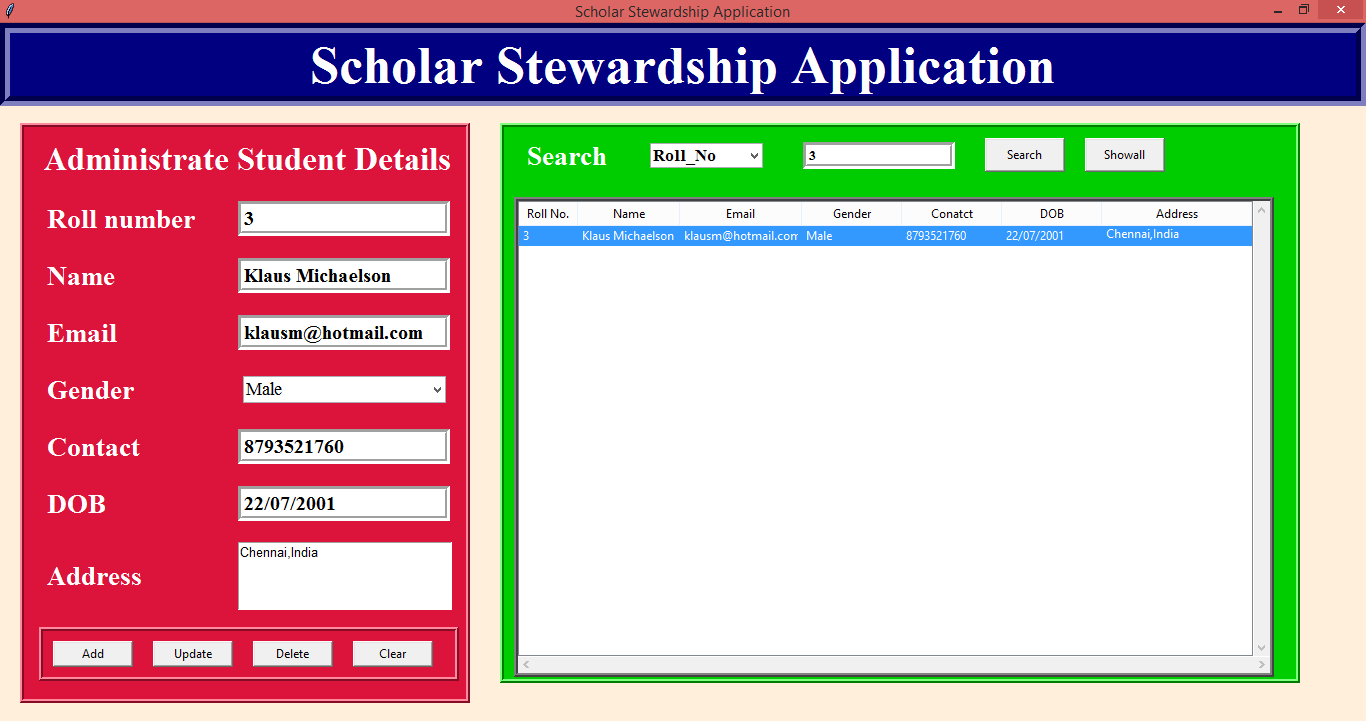 Scholar Stewardship Application
Scholar Stewardship Application
Administrate Student Details
Roll number 3
Name Klaus Michaelson
Email klausm@hotmail.com
Gender Male
Contact 8793521760
DOB 22/07/2001
Address Chennai,India
Add Update Delete Clear
Search Roll_No 3 Search Showall
Roll No. Name Email Gender Conatct DOB Address
3 Klaus Michaelson klausm@hotmail.com Male 8793521760 22/07/2001 Chennai,India